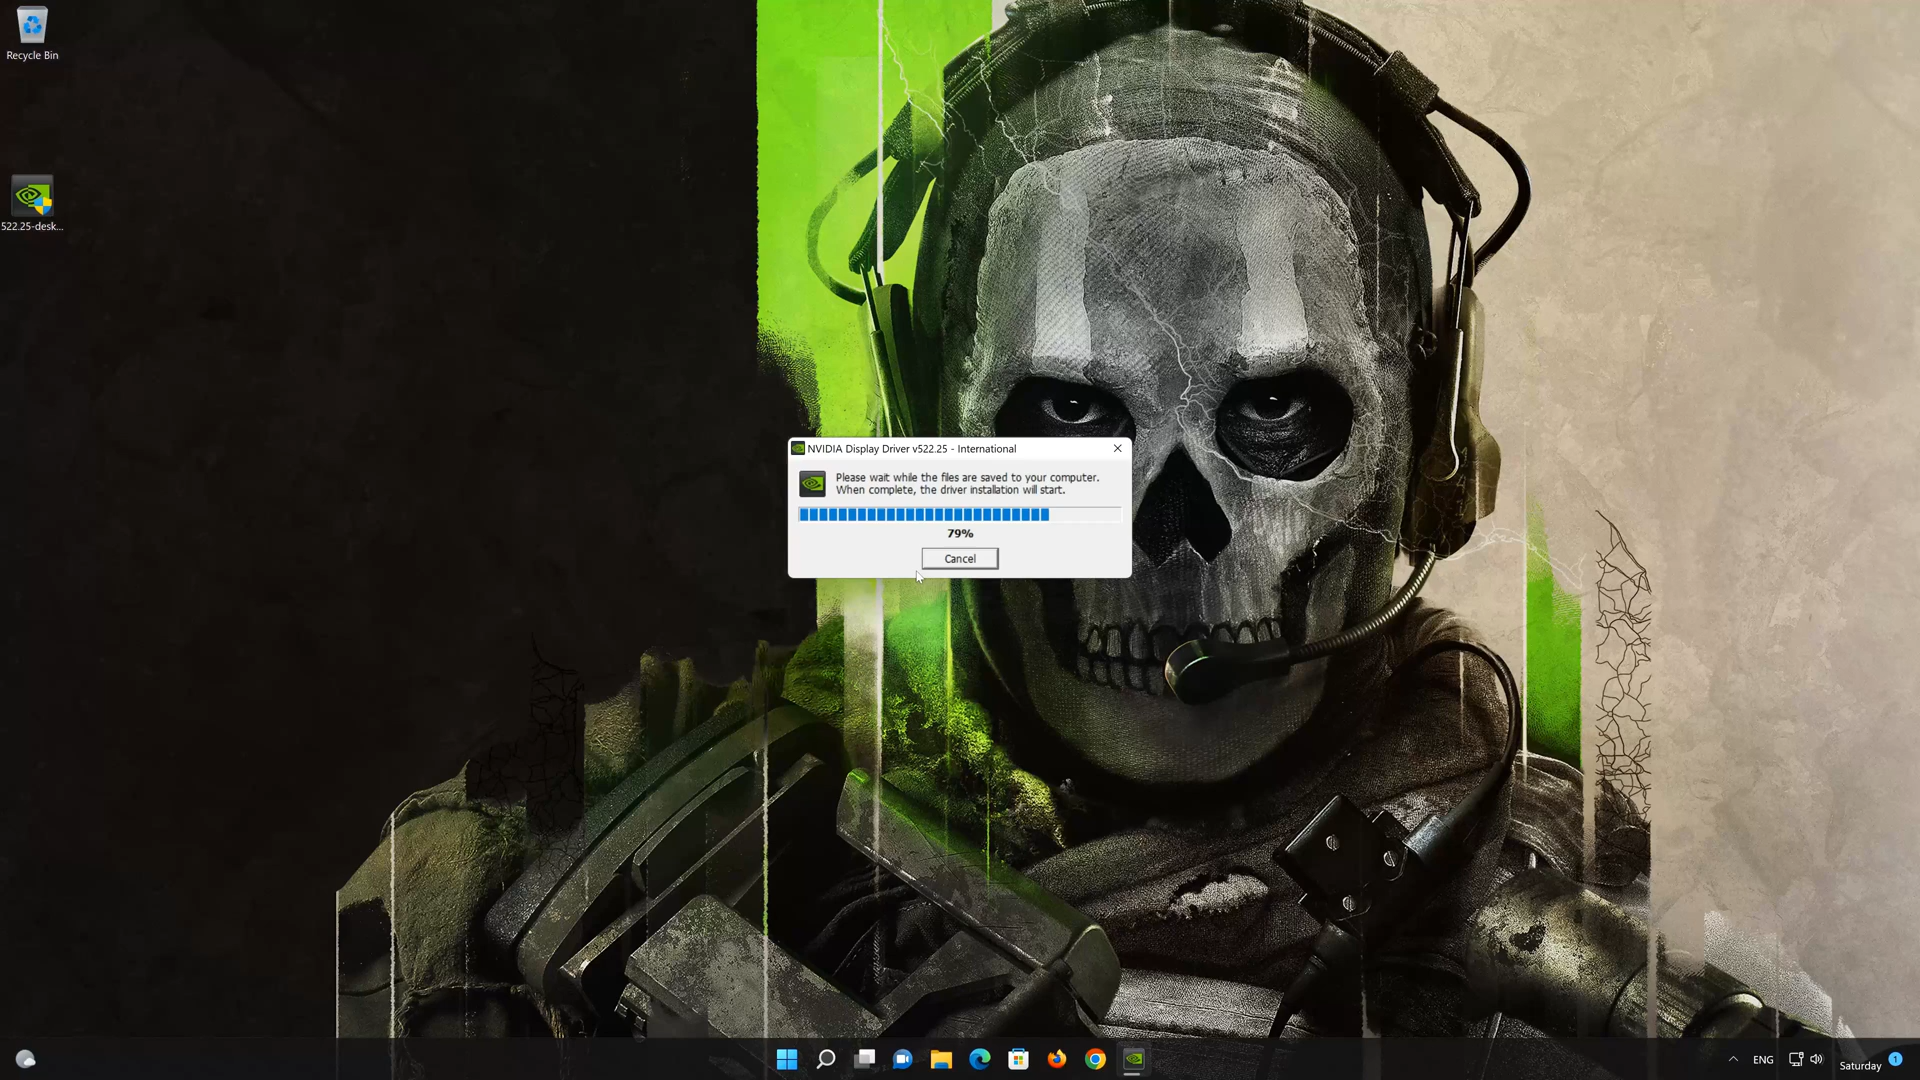 Recycle Bin
522.25-desk...
NVIDIA Display Driver v522.25 - International
Please wait while the files are saved to your computer.
When complete, the driver installation will start.
79%
Cancel
ENG
Saturday
1